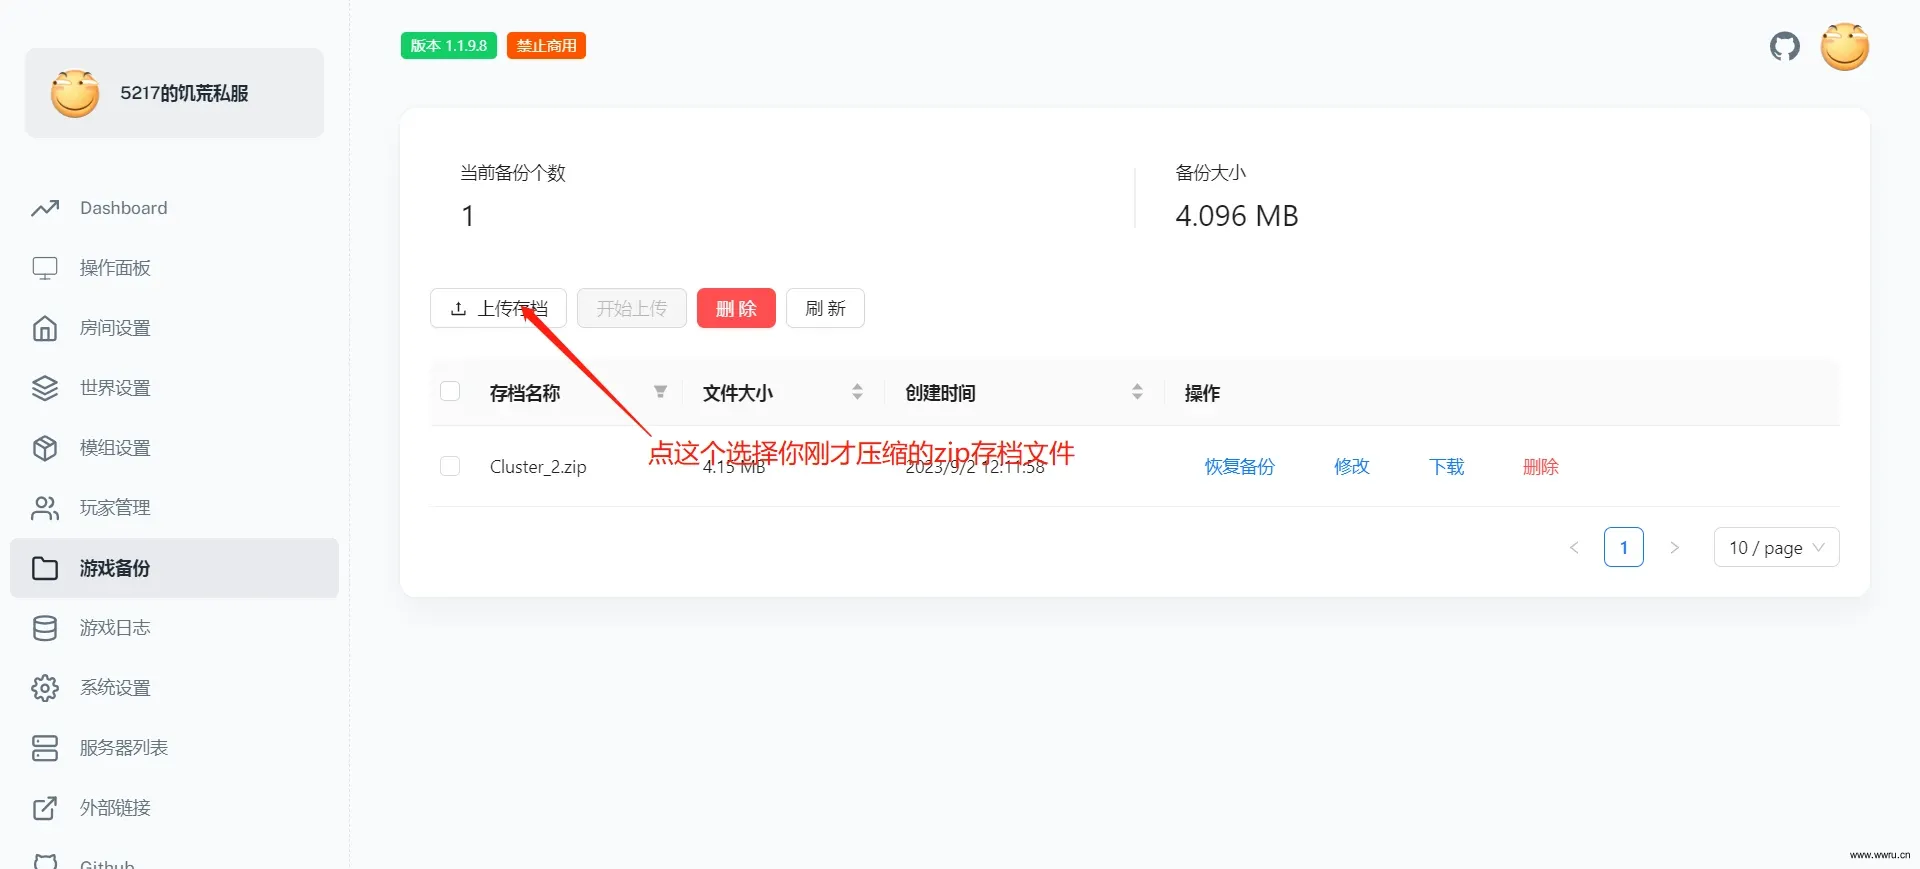 版本 1.1.9.8 禁止商用
5217的饥荒私服
当前备份个数
1
备份大小
4.096 MB
Dashboard
操作面板
房间设置
世界设置
模组设置
玩家管理
游戏备份
游戏日志
系统设置
服务器列表
外部链接
Github
上传存档 开始上传 删 除 刷 新
存档名称 文件大小 创建时间 操作
点这个选择你刚才压缩的zip存档文件
Cluster_2.zip 4.15 MB 2023/9/2 12:11:58 恢复备份 修改 下载 删除
< 1 > 10 / page
www.wwru.cn